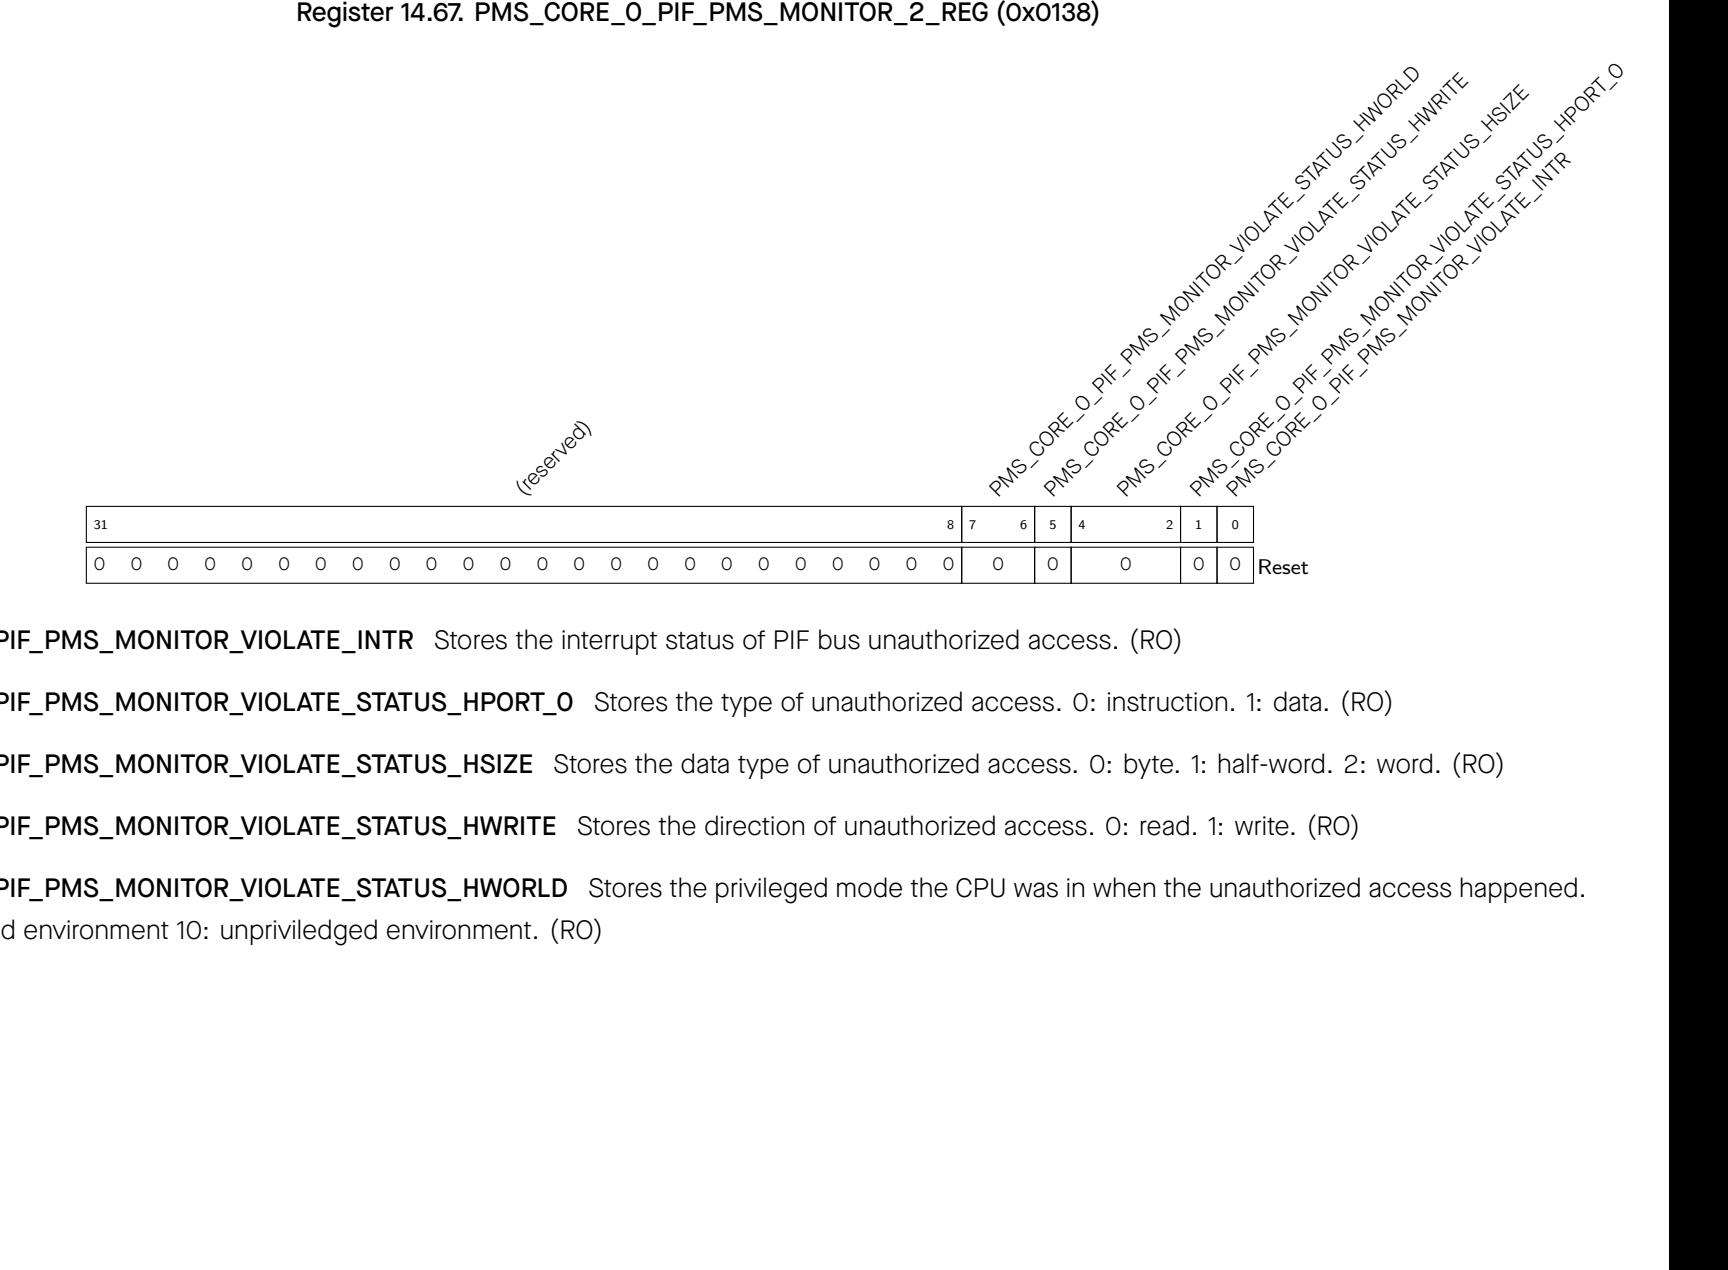 Register 14.67. PMS_CORE_0_PIF_PMS_MONITOR_2_REG (0x0138)
(reserved)
PMS_CORE_0_PIF_PMS_MONITOR_VIOLATE_STATUS_HWORLD
PMS_CORE_0_PIF_PMS_MONITOR_VIOLATE_STATUS_HWRITE
PMS_CORE_0_PIF_PMS_MONITOR_VIOLATE_STATUS_HSIZE
PMS_CORE_0_PIF_PMS_MONITOR_VIOLATE_STATUS_HPORT_0
PMS_CORE_0_PIF_PMS_MONITOR_VIOLATE_INTR
31 8 7 6 5 4 2 1 0
0 0 0 0 0 0 0 0 0 0 0 0 0 0 0 0 0 0 0 0 0 0 0 0 0 0 0 0 0 Reset
PIF_PMS_MONITOR_VIOLATE_INTR Stores the interrupt status of PIF bus unauthorized access. (RO)
PIF_PMS_MONITOR_VIOLATE_STATUS_HPORT_0 Stores the type of unauthorized access. 0: instruction. 1: data. (RO)
PIF_PMS_MONITOR_VIOLATE_STATUS_HSIZE Stores the data type of unauthorized access. 0: byte. 1: half-word. 2: word. (RO)
PIF_PMS_MONITOR_VIOLATE_STATUS_HWRITE Stores the direction of unauthorized access. 0: read. 1: write. (RO)
PIF_PMS_MONITOR_VIOLATE_STATUS_HWORLD Stores the privileged mode the CPU was in when the unauthorized access happened.
d environment 10: unpriviledged environment. (RO)